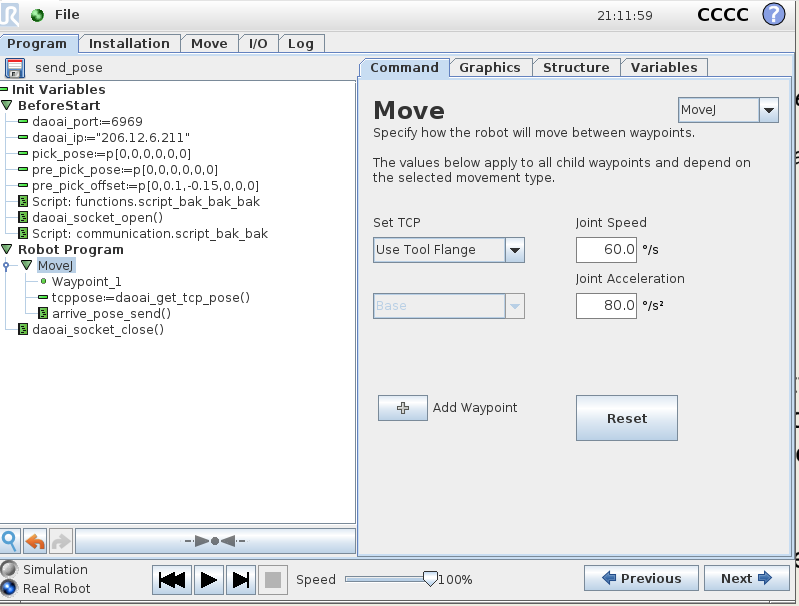 File 21:11:59 CCCC ?
Program Installation Move I/O Log
send_pose
Command Graphics Structure Variables
Init Variables
BeforeStart
daoai_port:=6969
daoai_ip:="206.12.6.211"
pick_pose:=p[0,0,0,0,0,0]
pre_pick_pose:=p[0,0,0,0,0,0]
pre_pick_offset:=p[0,0.1,-0.15,0,0,0]
Script: functions.script_bak_bak_bak
daoai_socket_open()
Script: communication.script_bak_bak
Robot Program
MoveJ
Waypoint_1
tcppose:=daoai_get_tcp_pose()
arrive_pose_send()
daoai_socket_close()
Move MoveJ
Specify how the robot will move between waypoints.
The values below apply to all child waypoints and depend on
the selected movement type.
Set TCP Joint Speed
Use Tool Flange 60.0 °/s
Joint Acceleration
Base 80.0 °/s²
Add Waypoint Reset
Simulation
Real Robot
Speed 100%
Previous Next